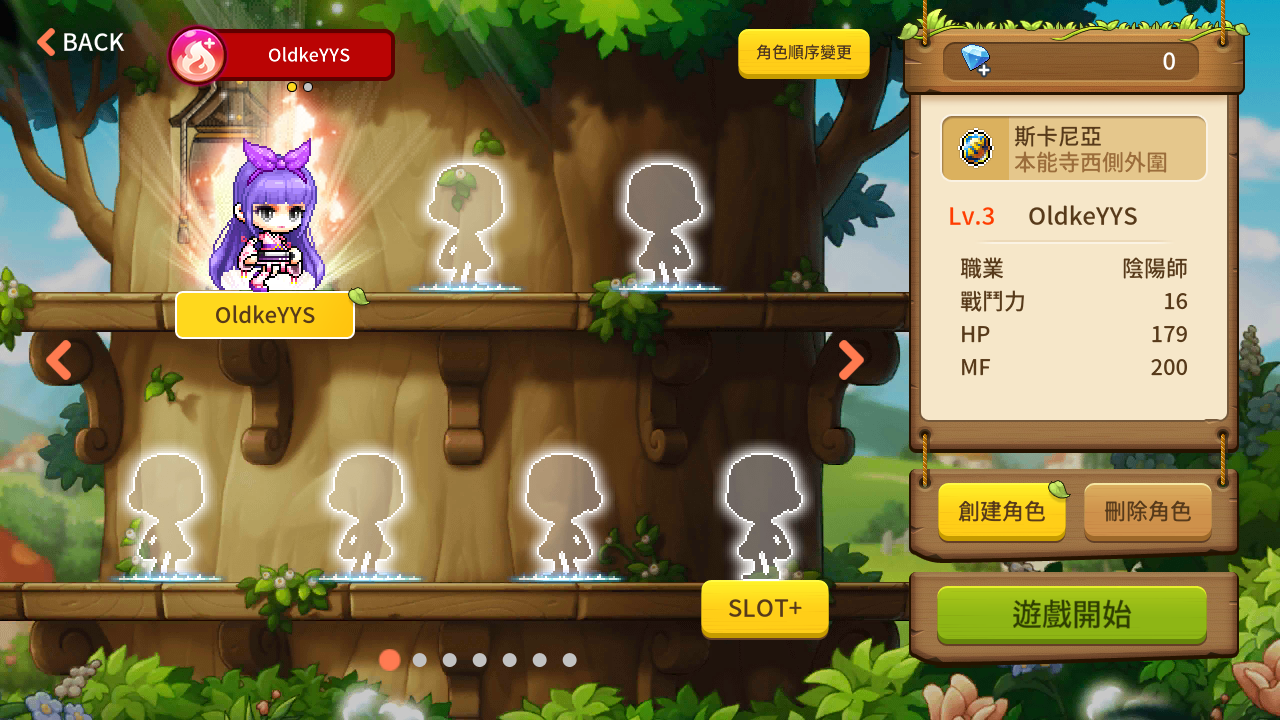 BACK
OldkeYYS
角色順序變更
0
斯卡尼亞
本能寺西側外圍
Lv.3 OldkeYYS
職業 陰陽師
戰鬥力 16
HP 179
MF 200
OldkeYYS
創建角色
刪除角色
SLOT+
遊戲開始